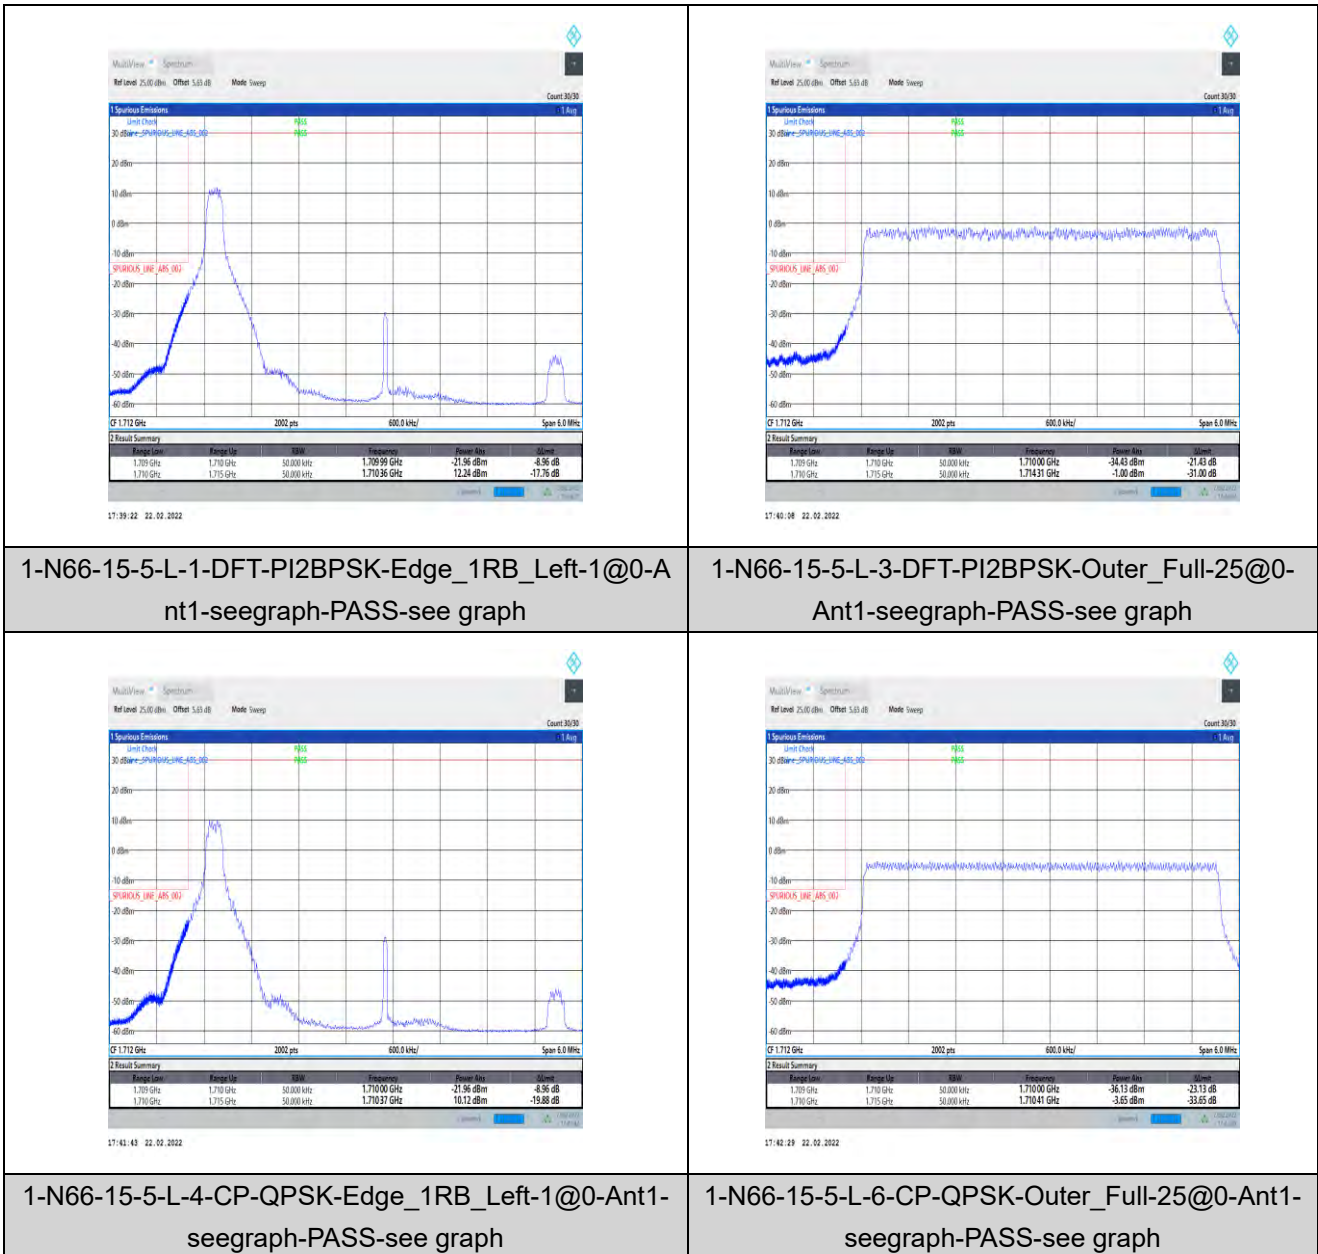 MultiView Spectrum
Ref Level 25.00 dBm Offset 5.65 dB Mode Sweep
Count 30/30
1 Spurious Emissions 1 Avg
Limit Check PASS
30 dBm Line _SPURIOUS_LINE_ABS_002 PASS
20 dBm
10 dBm
0 dBm
-10 dBm
_SPURIOUS_LINE_ABS_002
-20 dBm
-30 dBm
-40 dBm
-50 dBm
-60 dBm
CF 1.712 GHz 2002 pts 600.0 kHz/ Span 6.0 MHz
2 Result Summary
Range Low Range Up RBW Frequency Power Abs ΔLimit
1.709 GHz 1.710 GHz 50.000 kHz 1.70999 GHz -21.96 dBm -8.96 dB
1.710 GHz 1.715 GHz 50.000 kHz 1.71036 GHz 12.24 dBm -17.76 dB
17:39:22 22.02.2022
1-N66-15-5-L-1-DFT-PI2BPSK-Edge_1RB_Left-1@0-A
nt1-seegraph-PASS-see graph
MultiView Spectrum
Ref Level 25.00 dBm Offset 5.65 dB Mode Sweep
Count 30/30
1 Spurious Emissions 1 Avg
Limit Check PASS
30 dBm Line _SPURIOUS_LINE_ABS_002 PASS
20 dBm
10 dBm
0 dBm
-10 dBm
_SPURIOUS_LINE_ABS_002
-20 dBm
-30 dBm
-40 dBm
-50 dBm
-60 dBm
CF 1.712 GHz 2002 pts 600.0 kHz/ Span 6.0 MHz
2 Result Summary
Range Low Range Up RBW Frequency Power Abs ΔLimit
1.709 GHz 1.710 GHz 50.000 kHz 1.71000 GHz -34.43 dBm -21.43 dB
1.710 GHz 1.715 GHz 50.000 kHz 1.71431 GHz -1.00 dBm -31.00 dB
17:40:08 22.02.2022
1-N66-15-5-L-3-DFT-PI2BPSK-Outer_Full-25@0-
Ant1-seegraph-PASS-see graph
MultiView Spectrum
Ref Level 25.00 dBm Offset 5.65 dB Mode Sweep
Count 30/30
1 Spurious Emissions 1 Avg
Limit Check PASS
30 dBm Line _SPURIOUS_LINE_ABS_002 PASS
20 dBm
10 dBm
0 dBm
-10 dBm
_SPURIOUS_LINE_ABS_002
-20 dBm
-30 dBm
-40 dBm
-50 dBm
-60 dBm
CF 1.712 GHz 2002 pts 600.0 kHz/ Span 6.0 MHz
2 Result Summary
Range Low Range Up RBW Frequency Power Abs ΔLimit
1.709 GHz 1.710 GHz 50.000 kHz 1.71000 GHz -21.96 dBm -8.96 dB
1.710 GHz 1.715 GHz 50.000 kHz 1.71037 GHz 10.12 dBm -19.88 dB
17:41:43 22.02.2022
1-N66-15-5-L-4-CP-QPSK-Edge_1RB_Left-1@0-Ant1-
seegraph-PASS-see graph
MultiView Spectrum
Ref Level 25.00 dBm Offset 5.65 dB Mode Sweep
Count 30/30
1 Spurious Emissions 1 Avg
Limit Check PASS
30 dBm Line _SPURIOUS_LINE_ABS_002 PASS
20 dBm
10 dBm
0 dBm
-10 dBm
_SPURIOUS_LINE_ABS_002
-20 dBm
-30 dBm
-40 dBm
-50 dBm
-60 dBm
CF 1.712 GHz 2002 pts 600.0 kHz/ Span 6.0 MHz
2 Result Summary
Range Low Range Up RBW Frequency Power Abs ΔLimit
1.709 GHz 1.710 GHz 50.000 kHz 1.71000 GHz -36.13 dBm -23.13 dB
1.710 GHz 1.715 GHz 50.000 kHz 1.71041 GHz -3.65 dBm -33.65 dB
17:42:29 22.02.2022
1-N66-15-5-L-6-CP-QPSK-Outer_Full-25@0-Ant1-
seegraph-PASS-see graph